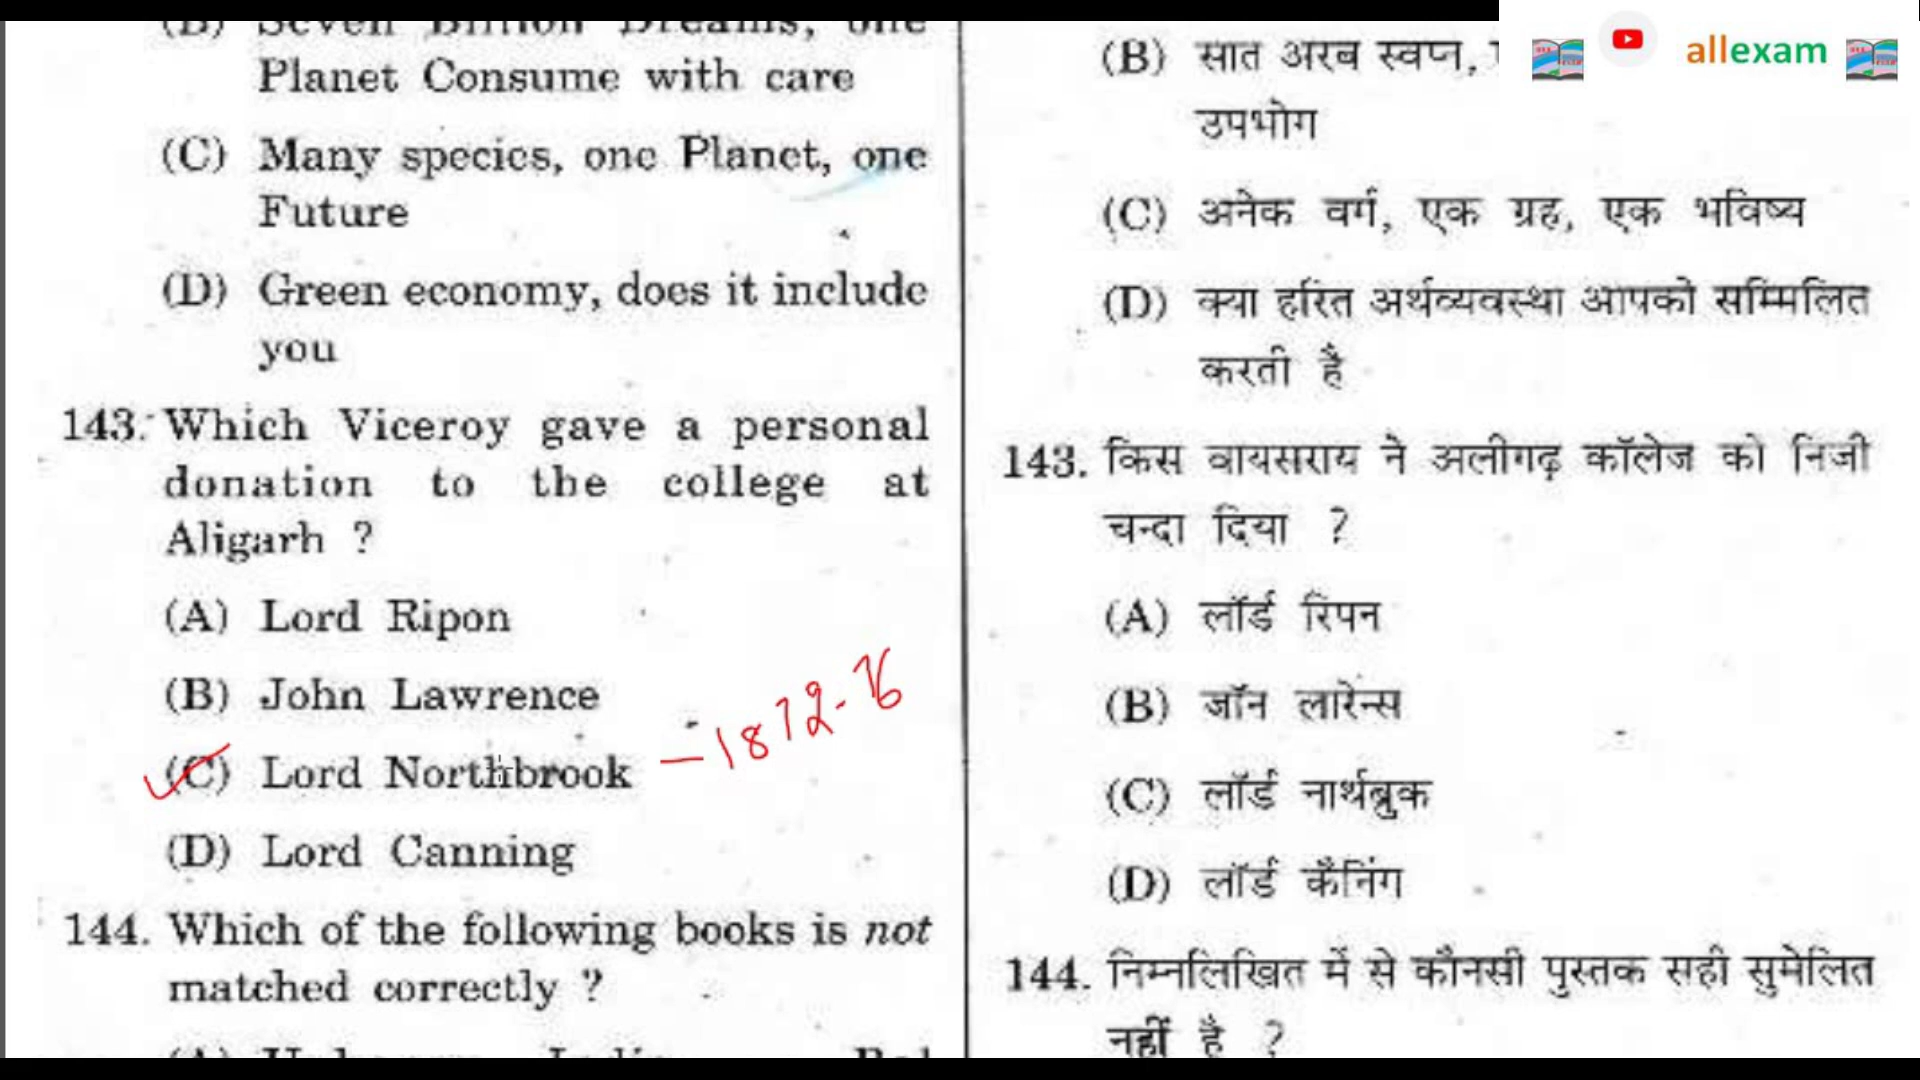 (B) Seven Billion Dreams, one
Planet Consume with care
(C) Many species, one Planet, one
Future
(D) Green economy, does it include
you
143. Which Viceroy gave a personal
donation to the college at
Aligarh ?
(A) Lord Ripon
(B) John Lawrence
(C) Lord Northbrook – 1872-76
(D) Lord Canning
144. Which of the following books is not
matched correctly ?
allexam
(B) सात अरब स्वप्न,
उपभोग
(C) अनेक वर्ग, एक ग्रह, एक भविष्य
(D) क्या हरित अर्थव्यवस्था आपको सम्मिलित
करती है
143. किस वायसराय ने अलीगढ़ कॉलेज को निजी
चन्दा दिया ?
(A) लॉर्ड रिपन
(B) जॉन लारेन्स
(C) लॉर्ड नार्थब्रुक
(D) लॉर्ड कैनिंग
144. निम्नलिखित में से कौनसी पुस्तक सही सुमेलित
नहीं है ?